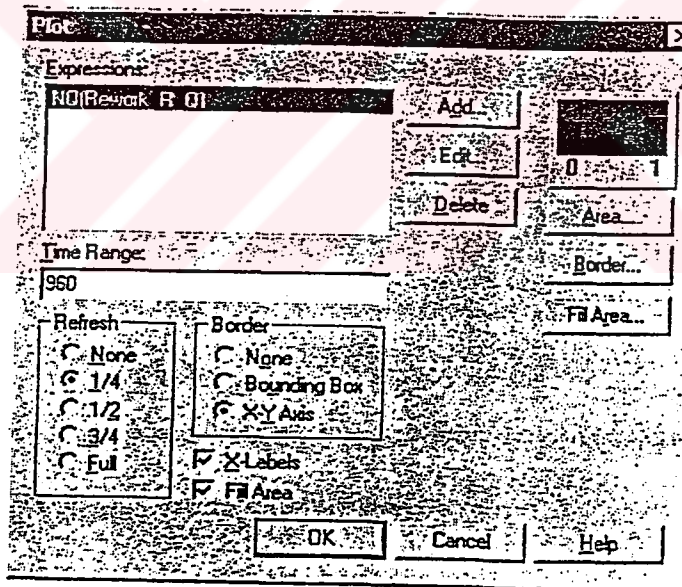 Plot
Expressions:
NQ(Rework R Q)
Add...
Edit...
Delete
0 1
Area...
Border...
Fill Area...
Time Range:
960
Refresh
None
1/4
1/2
3/4
Full
Border
None
Bounding Box
X-Y Axis
X-Labels
Fill Area
OK
Cancel
Help